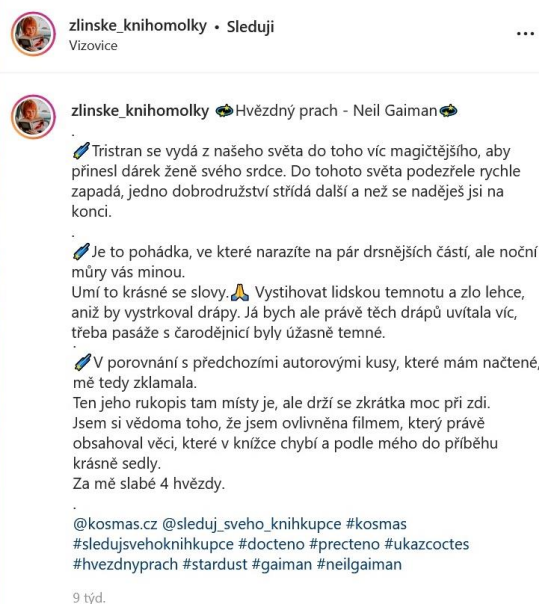 zlinske_knihomolky • Sleduji
Vizovice
...
zlinske_knihomolky 💫Hvězdný prach - Neil Gaiman💫
.
🖊Tristran se vydá z našeho světa do toho víc magičtějšího, aby
přinesl dárek ženě svého srdce. Do tohoto světa podezřele rychle
zapadá, jedno dobrodružství střídá další a než se naděješ jsi na
konci.
.
🖊Je to pohádka, ve které narazíte na pár drsnějších částí, ale noční
můry vás minou.
Umí to krásné se slovy.🙏 Vystihovat lidskou temnotu a zlo lehce,
aniž by vystrkoval drápy. Já bych ale právě těch drápů uvítala víc,
třeba pasáže s čarodějnicí byly úžasně temné.
.
🖊V porovnání s předchozími autorovými kusy, které mám načtené,
mě tedy zklamala.
Ten jeho rukopis tam místy je, ale drží se zkrátka moc při zdi.
Jsem si vědoma toho, že jsem ovlivněna filmem, který právě
obsahoval věci, které v knížce chybí a podle mého do příběhu
krásně sedly.
Za mě slabé 4 hvězdy.
.
@kosmas.cz @sleduj_sveho_knihkupce #kosmas
#sledujsvehoknihkupce #docteno #precteno #ukazcoctes
#hvezdnyprach #stardust #gaiman #neilgaiman
9 týd.